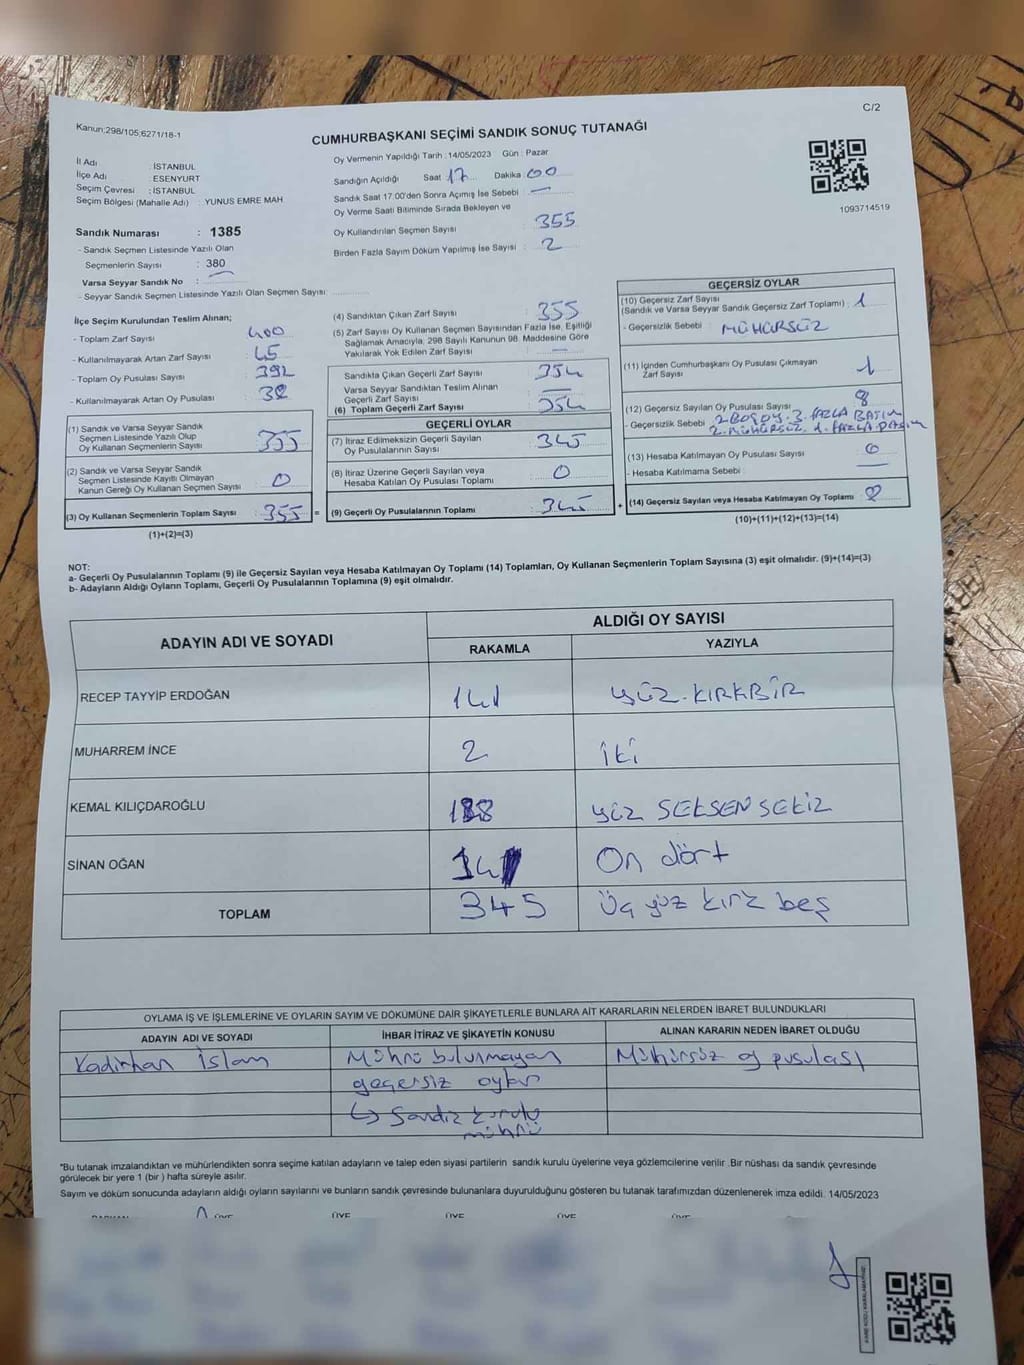 C/2
Kanun;298/105;6271/18-1
CUMHURBAŞKANI SEÇİMİ SANDIK SONUÇ TUTANAĞI
İl Adı : İSTANBUL
İlçe Adı : ESENYURT
Seçim Çevresi : İSTANBUL
Seçim Bölgesi (Mahalle Adı) : YUNUS EMRE MAH
Sandık Numarası : 1385
- Sandık Seçmen Listesinde Yazılı Olan
Seçmenlerin Sayısı : 380
Varsa Seyyar Sandık No :
- Seyyar Sandık Seçmen Listesinde Yazılı Olan Seçmen Sayısı:
Oy Vermenin Yapıldığı Tarih :14/05/2023 Gün : Pazar
Sandığın Açıldığı Saat 17 Dakika 00
Sandık Saat 17.00'den Sonra Açımış İse Sebebi : —
Oy Verme Saati Bitiminde Sırada Bekleyen ve
Oy Kullandırılan Seçmen Sayısı : 355
Birden Fazla Sayım Döküm Yapılmış İse Sayısı : 2
1093714519
İlçe Seçim Kurulundan Teslim Alınan;
- Toplam Zarf Sayısı : 400
- Kullanılmayarak Artan Zarf Sayısı : 45
- Toplam Oy Pusulası Sayısı : 392
- Kullanılmayarak Artan Oy Pusulası : 38
(1) Sandık ve Varsa Seyyar Sandık
Seçmen Listesinde Yazılı Olup
Oy Kullanan Seçmenlerin Sayısı : 355
(2) Sandık ve Varsa Seyyar Sandık
Seçmen Listesinde Kayıtlı Olmayan
Kanun Gereği Oy Kullanan Seçmen Sayısı : 0
(3) Oy Kullanan Seçmenlerin Toplam Sayısı : 355 =
(1)+(2)=(3)
(4) Sandıktan Çıkan Zarf Sayısı : 355
(5) Zarf Sayısı Oy Kullanan Seçmen Sayısından Fazla İse, Eşitliği
Sağlamak Amacıyla, 298 Sayılı Kanunun 98. Maddesine Göre
Yakılarak Yok Edilen Zarf Sayısı : —
Sandıkta Çıkan Geçerli Zarf Sayısı : 354
Varsa Seyyar Sandıktan Teslim Alınan
Geçerli Zarf Sayısı : —
(6) Toplam Geçerli Zarf Sayısı : 354
GEÇERLİ OYLAR
(7) İtiraz Edilmeksizin Geçerli Sayılan
Oy Pusulalarının Sayısı : 345
(8) İtiraz Üzerine Geçerli Sayılan veya
Hesaba Katılan Oy Pusulası Toplamı : 0
(9) Geçerli Oy Pusulalarının Toplamı : 345 +
GEÇERSİZ OYLAR
(10) Geçersiz Zarf Sayısı
(Sandık ve Varsa Seyyar Sandık Geçersiz Zarf Toplamı) : 1
- Geçersizlik Sebebi : MÜHÜRSÜZ
(11) İçinden Cumhurbaşkanı Oy Pusulası Çıkmayan
Zarf Sayısı : 1
(12) Geçersiz Sayılan Oy Pusulası Sayısı : 8
- Geçersizlik Sebebi 2 BOŞ OY. 3. FAZLA BASIM
2. MÜHÜRSÜZ. 1. FAZLA BASIM
(13) Hesaba Katılmayan Oy Pusulası Sayısı : 0
- Hesaba Katılmama Sebebi : —
(14) Geçersiz Sayılan veya Hesaba Katılmayan Oy Toplamı : 8
(10)+(11)+(12)+(13)=(14)
NOT:
a- Geçerli Oy Pusulalarının Toplamı (9) ile Geçersiz Sayılan veya Hesaba Katılmayan Oy Toplamı (14) Toplamları, Oy Kullanan Seçmenlerin Toplam Sayısına (3) eşit olmalıdır. (9)+(14)=(3)
b- Adayların Aldığı Oyların Toplamı, Geçerli Oy Pusulalarının Toplamına (9) eşit olmalıdır.
ADAYIN ADI VE SOYADI
ALDIĞI OY SAYISI
RAKAMLA YAZIYLA
RECEP TAYYİP ERDOĞAN 141 YÜZ.KIRKBİR
MUHARREM İNCE 2 İki
KEMAL KILIÇDAROĞLU 188 YÜZ SEKSENSEKİZ
SİNAN OĞAN 14 On dört
TOPLAM 345 Üç yüz kırk beş
OYLAMA İŞ VE İŞLEMLERİNE VE OYLARIN SAYIM VE DÖKÜMÜNE DAİR ŞİKAYETLERLE BUNLARA AİT KARARLARIN NELERDEN İBARET BULUNDUKLARI
ADAYIN ADI VE SOYADI İHBAR İTİRAZ VE ŞİKAYETİN KONUSU ALINAN KARARIN NEDEN İBARET OLDUĞU
Kadirhan İslam Mührü bulunmayan Mühürsüz oy pusulası
geçersiz oylar
↳ Sandık kurulu
mührü
*Bu tutanak imzalandıktan ve mühürlendikten sonra seçime katılan adayların ve talep eden siyasi partilerin sandık kurulu üyelerine veya gözlemcilerine verilir .Bir nüshası da sandık çevresinde
görülecek bir yere 1 (bir ) hafta süreyle asılır.
Sayım ve döküm sonucunda adayların aldığı oyların sayılarını ve bunların sandık çevresinde bulunanlara duyurulduğunu gösteren bu tutanak tarafımızdan düzenlenerek imza edildi. 14/05/2023
BAŞKAN ÜYE ÜYE ÜYE ÜYE ÜYE